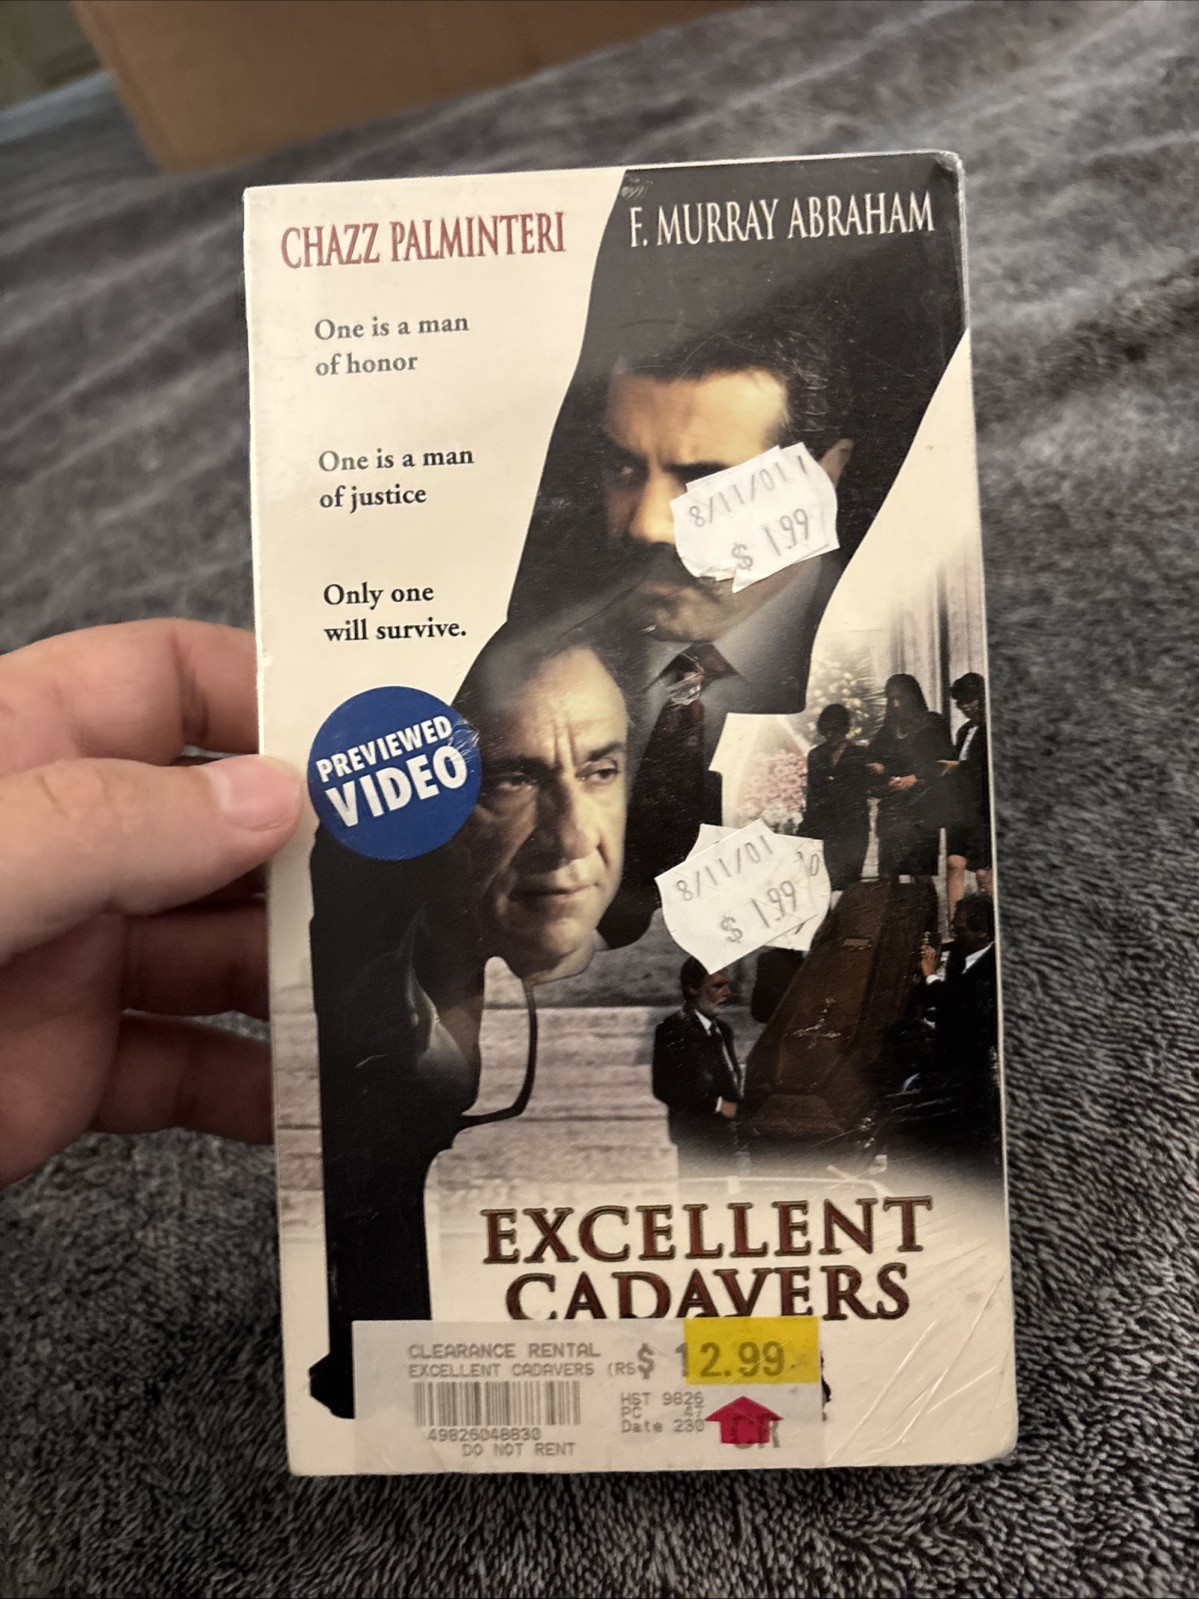 CHAZZ PALMINTERI
F. MURRAY ABRAHAM
One is a man
of honor
One is a man
of justice
Only one
will survive.
8/11/01
$ 1.99
PREVIEWED
VIDEO
8/11/01
$ 1.99
EXCELLENT
CADAVERS
CLEARANCE RENTAL
EXCELLENT CADAVERS (RS
$ 12.99
HST 9826
PC 47
Date 230
49826048830
DO NOT RENT